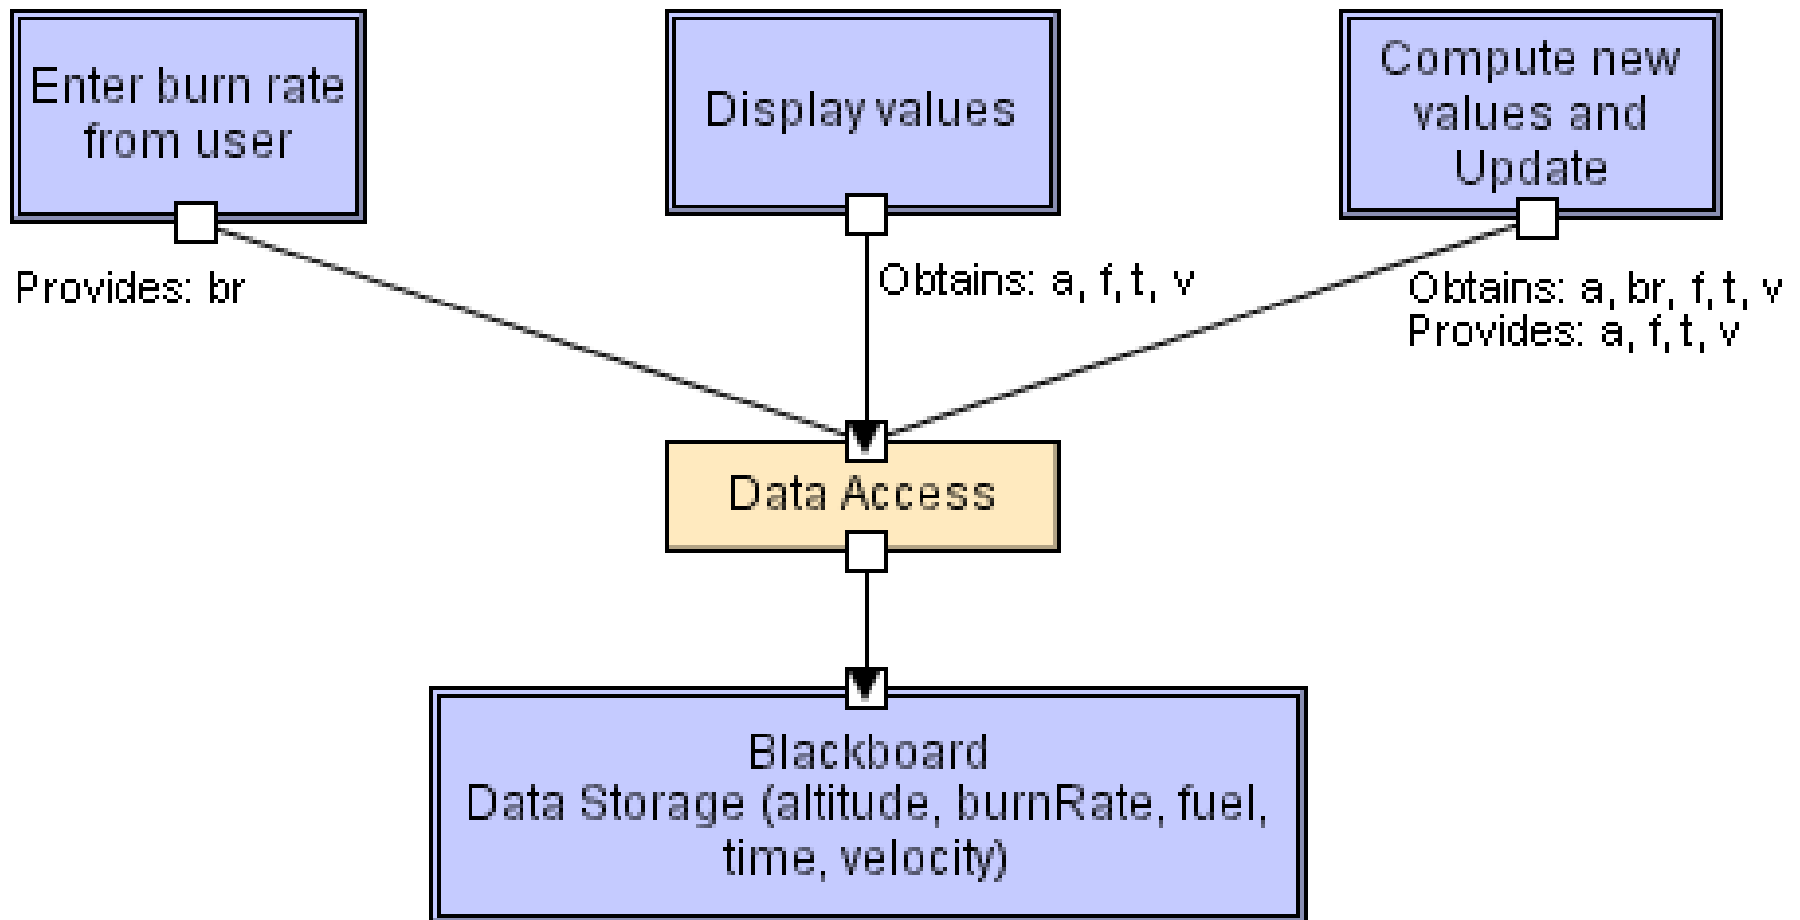 Enter burn rate
from user
Display values
Compute new
values and
Update
Provides: br
Obtains: a, f, t, v
Obtains: a, br, f, t, v
Provides: a, f, t, v
Data Access
Blackboard
Data Storage (altitude, burnRate, fuel,
time, velocity)